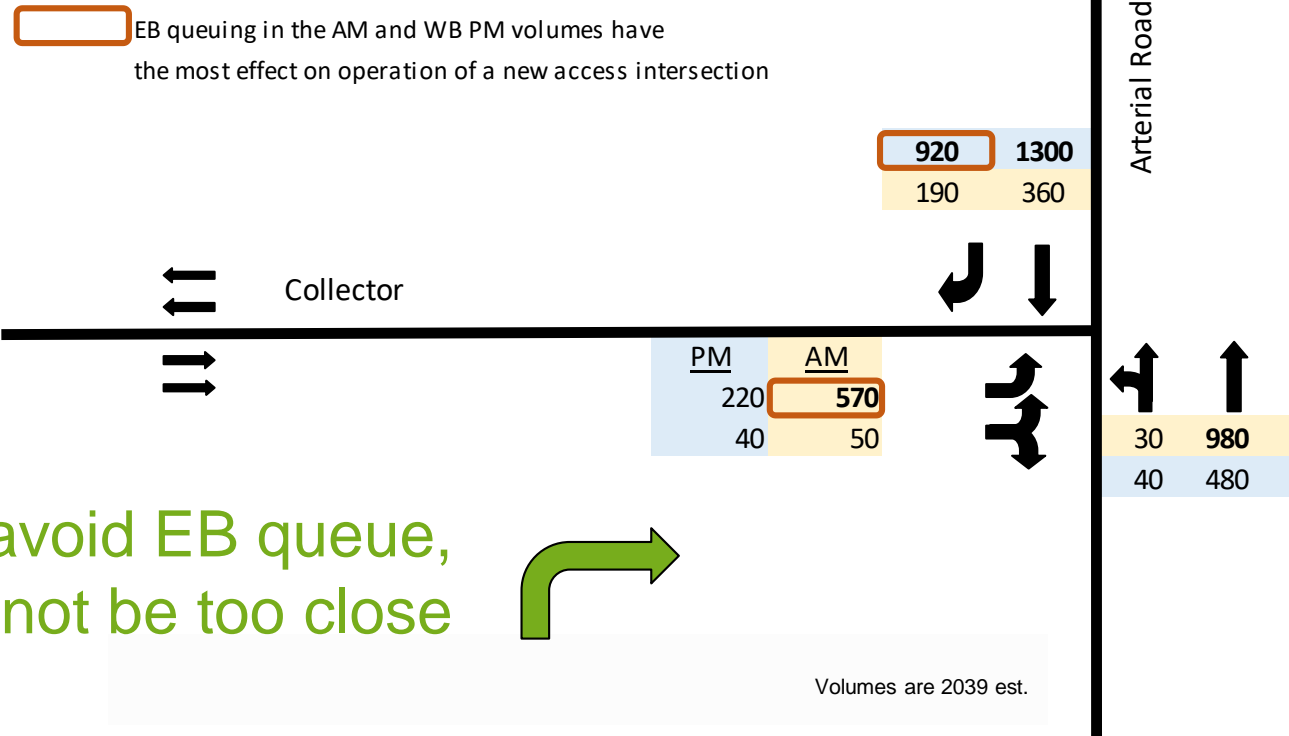 EB queuing in the AM and WB PM volumes have
the most effect on operation of a new access intersection
Arterial Road
920 1300
190 360
Collector
PM AM
220 570
40 50
30 980
40 480
avoid EB queue,
not be too close
Volumes are 2039 est.